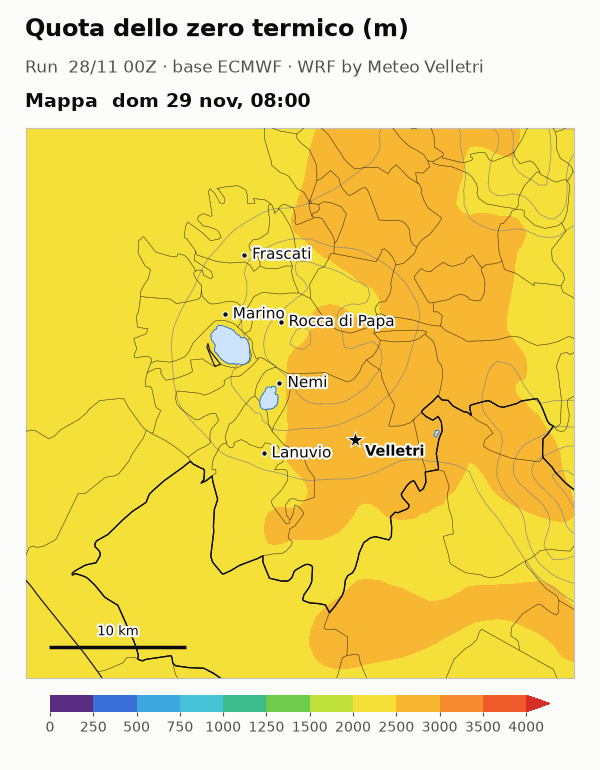 Quota dello zero termico (m)
Run  28/11 00Z · base ECMWF · WRF by Meteo Velletri
Mappa  dom 29 nov, 08:00
Frascati
Marino
Rocca di Papa
Nemi
Velletri
Lanuvio
10 km
0 250 500 750 1000 1250 1500 2000 2500 3000 3500 4000